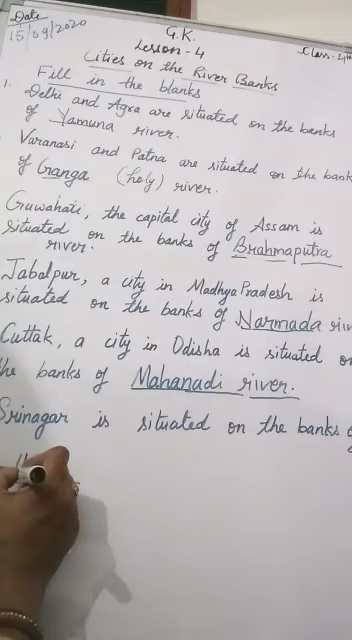 Date
15/09/2020
G.K.
Class-4th
Lesson-4
Cities on the River Banks
Fill in the blanks
1. Delhi and Agra are situated on the banks
of Yamuna river.
Varanasi and Patna are situated on the bank
of Ganga (holy) river.
Guwahati, the capital city of Assam is
situated on the banks of Brahmaputra
river.
Jabalpur, a city in Madhya Pradesh is
situated on the banks of Narmada riv
Cuttak, a city in Odisha is situated on
the banks of Mahanadi river.
Srinagar is situated on the banks o